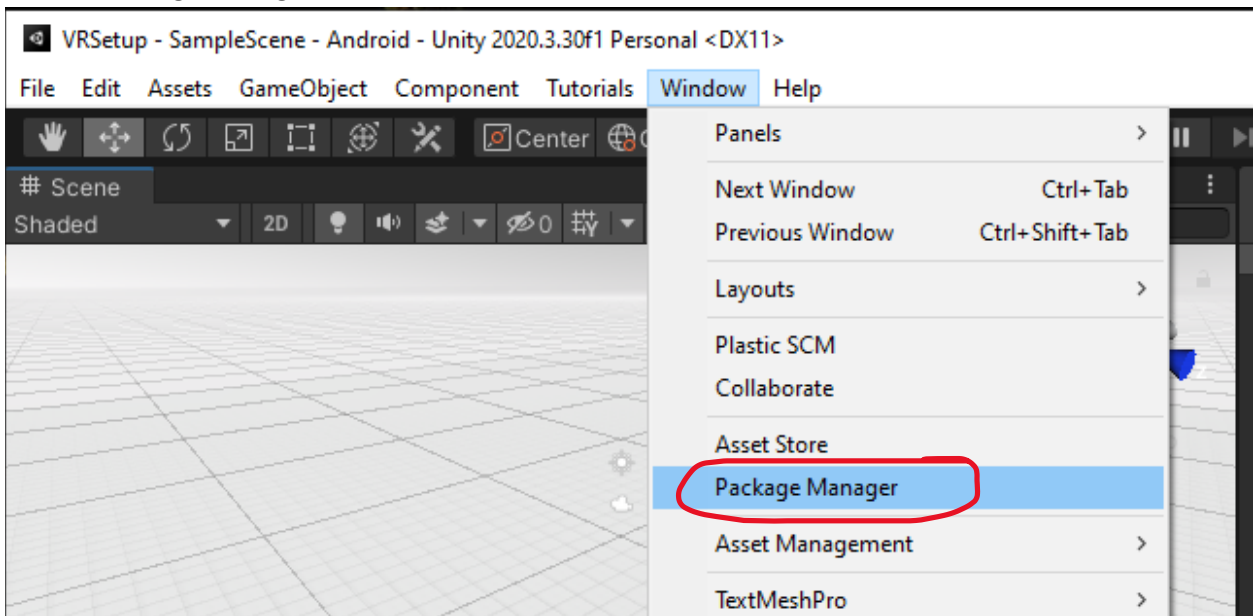 VRSetup - SampleScene - Android - Unity 2020.3.30f1 Personal <DX11>
File Edit Assets GameObject Component Tutorials Window Help
Center
Panels
# Scene
Next Window Ctrl+Tab
Shaded 2D 0
Previous Window Ctrl+Shift+Tab
Layouts
Plastic SCM
Collaborate
Asset Store
Package Manager
Asset Management
TextMeshPro